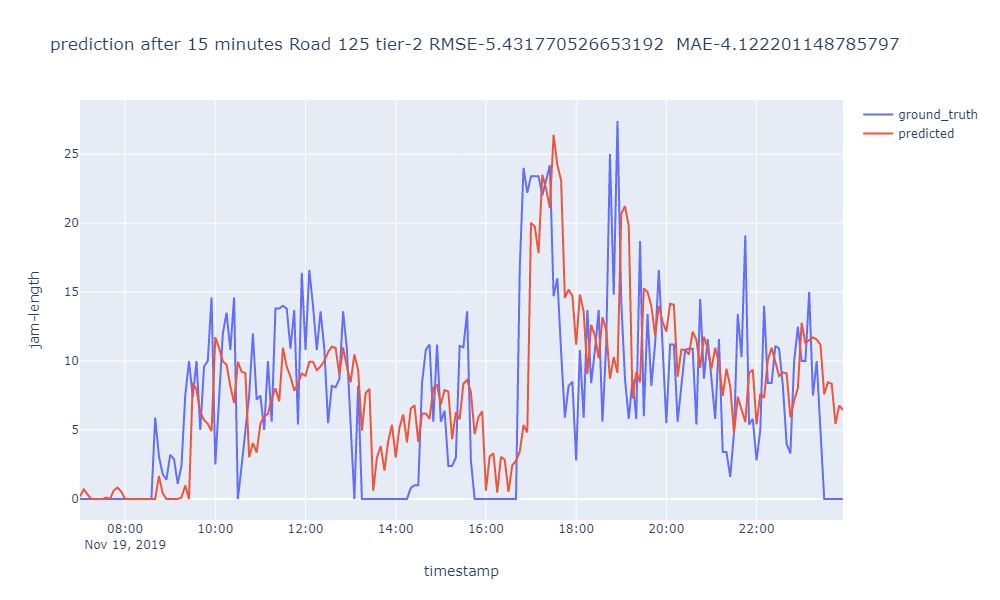 prediction after 15 minutes Road 125 tier-2 RMSE-5.431770526653192  MAE-4.122201148785797
ground_truth
predicted
25
20
15
10
5
0
jam-length
08:00 10:00 12:00 14:00 16:00 18:00 20:00 22:00
Nov 19, 2019
timestamp